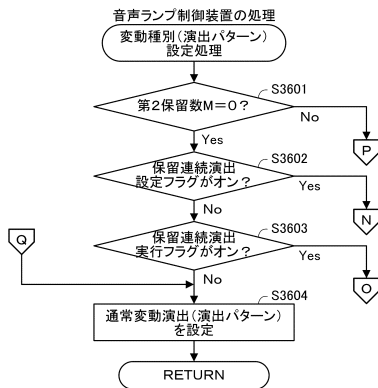 音声ランプ制御装置の処理
変動種別(演出パターン)
設定処理
S3601
第2保留数M=0?
No
P
Yes
S3602
保留連続演出
設定フラグがオン?
Yes
N
No
S3603
Q
保留連続演出
実行フラグがオン?
Yes
O
No
S3604
通常変動演出(演出パターン)
を設定
RETURN